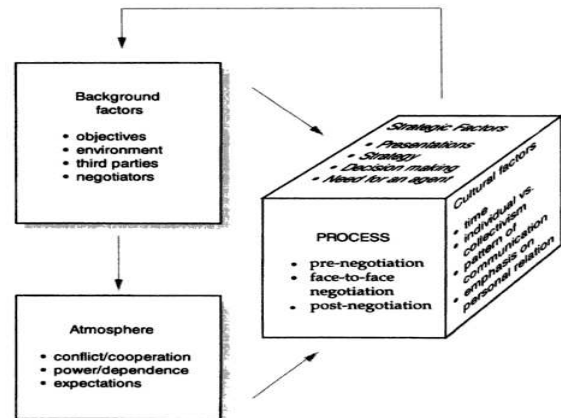 Background
factors
• objectives
• environment
• third parties
• negotiators
Strategic Factors
• Presentations
• Strategy
• Decision making
• Need for an agent
PROCESS
• pre-negotiation
• face-to-face
negotiation
• post-negotiation
Cultural factors
• time
• individual vs.
collectivism
• pattern of
communication
• emphasis on
personal relation
Atmosphere
• conflict/cooperation
• power/dependence
• expectations